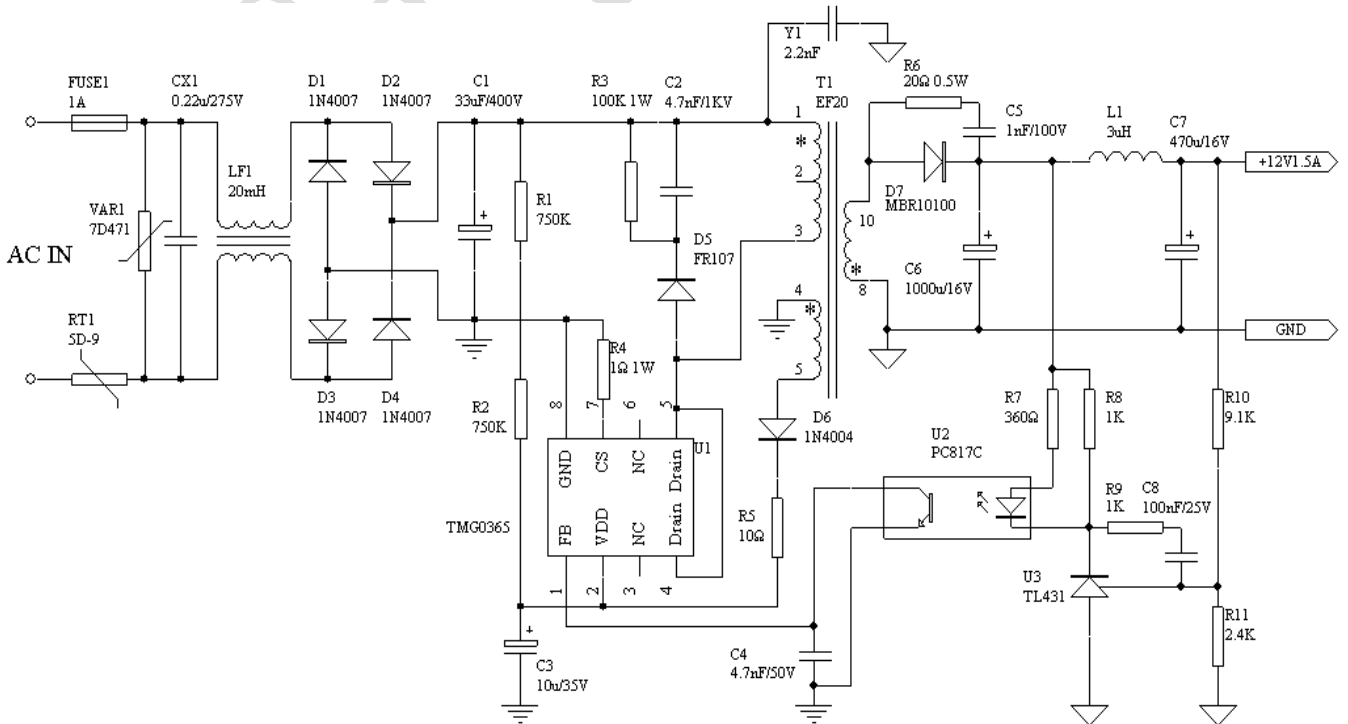 FUSE1
1A
CX1
0.22u/275V
D1
1N4007
D2
1N4007
C1
33uF/400V
R3
100K 1W
C2
4.7nF/1KV
Y1
2.2nF
T1
EF20
R6
20Ω 0.5W
C5
1nF/100V
L1
3uH
C7
470u/16V
+12V1.5A
LF1
20mH
VAR1
7D471
AC IN
RT1
5D-9
R1
750K
D5
FR107
1
*
2
3
4
*
5
D7
MBR10100
10
*
8
C6
1000u/16V
GND
D3
1N4007
D4
1N4007
R2
750K
R4
1Ω 1W
8
7
6
5
U1
GND
CS
NC
Drain
FB
VDD
NC
Drain
1
2
3
4
TMG0365
D6
1N4004
R5
10Ω
U2
PC817C
R7
360Ω
R8
1K
R10
9.1K
R9
1K
C8
100nF/25V
U3
TL431
R11
2.4K
C3
10u/35V
C4
4.7nF/50V
+
+
+
+